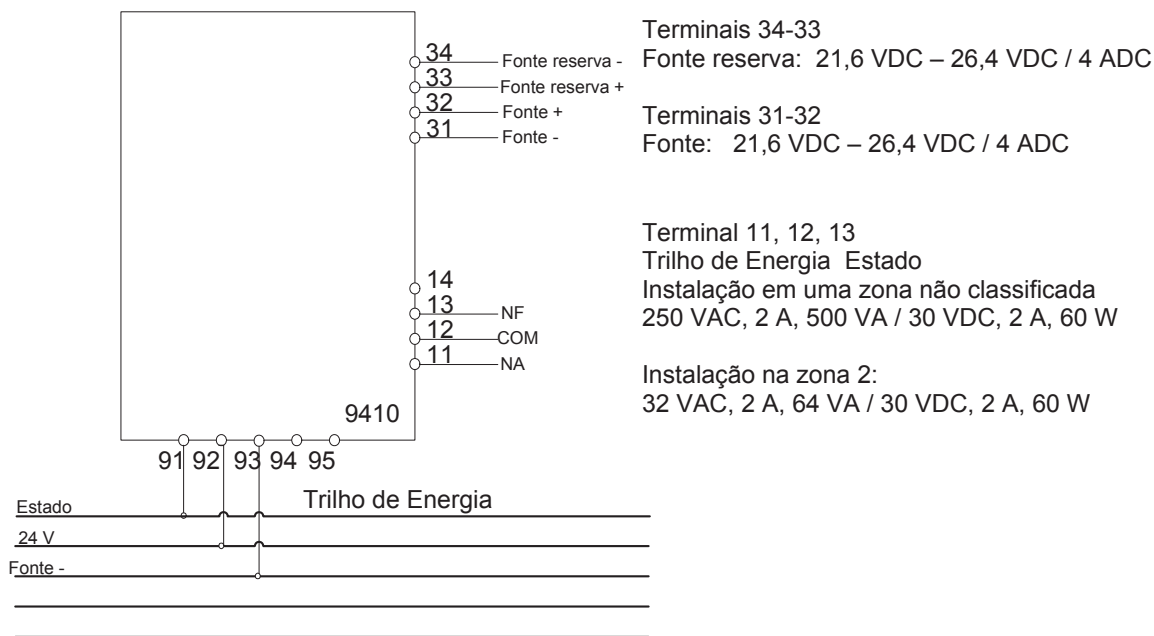 34
Fonte reserva -
33
Fonte reserva +
32
Fonte +
31
Fonte -
Terminais 34-33
Fonte reserva: 21,6 VDC – 26,4 VDC / 4 ADC
Terminais 31-32
Fonte: 21,6 VDC – 26,4 VDC / 4 ADC
14
13
NF
12
COM
11
NA
Terminal 11, 12, 13
Trilho de Energia Estado
Instalação em uma zona não classificada
250 VAC, 2 A, 500 VA / 30 VDC, 2 A, 60 W
Instalação na zona 2:
32 VAC, 2 A, 64 VA / 30 VDC, 2 A, 60 W
9410
91 92 93 94 95
Trilho de Energia
Estado
24 V
Fonte -